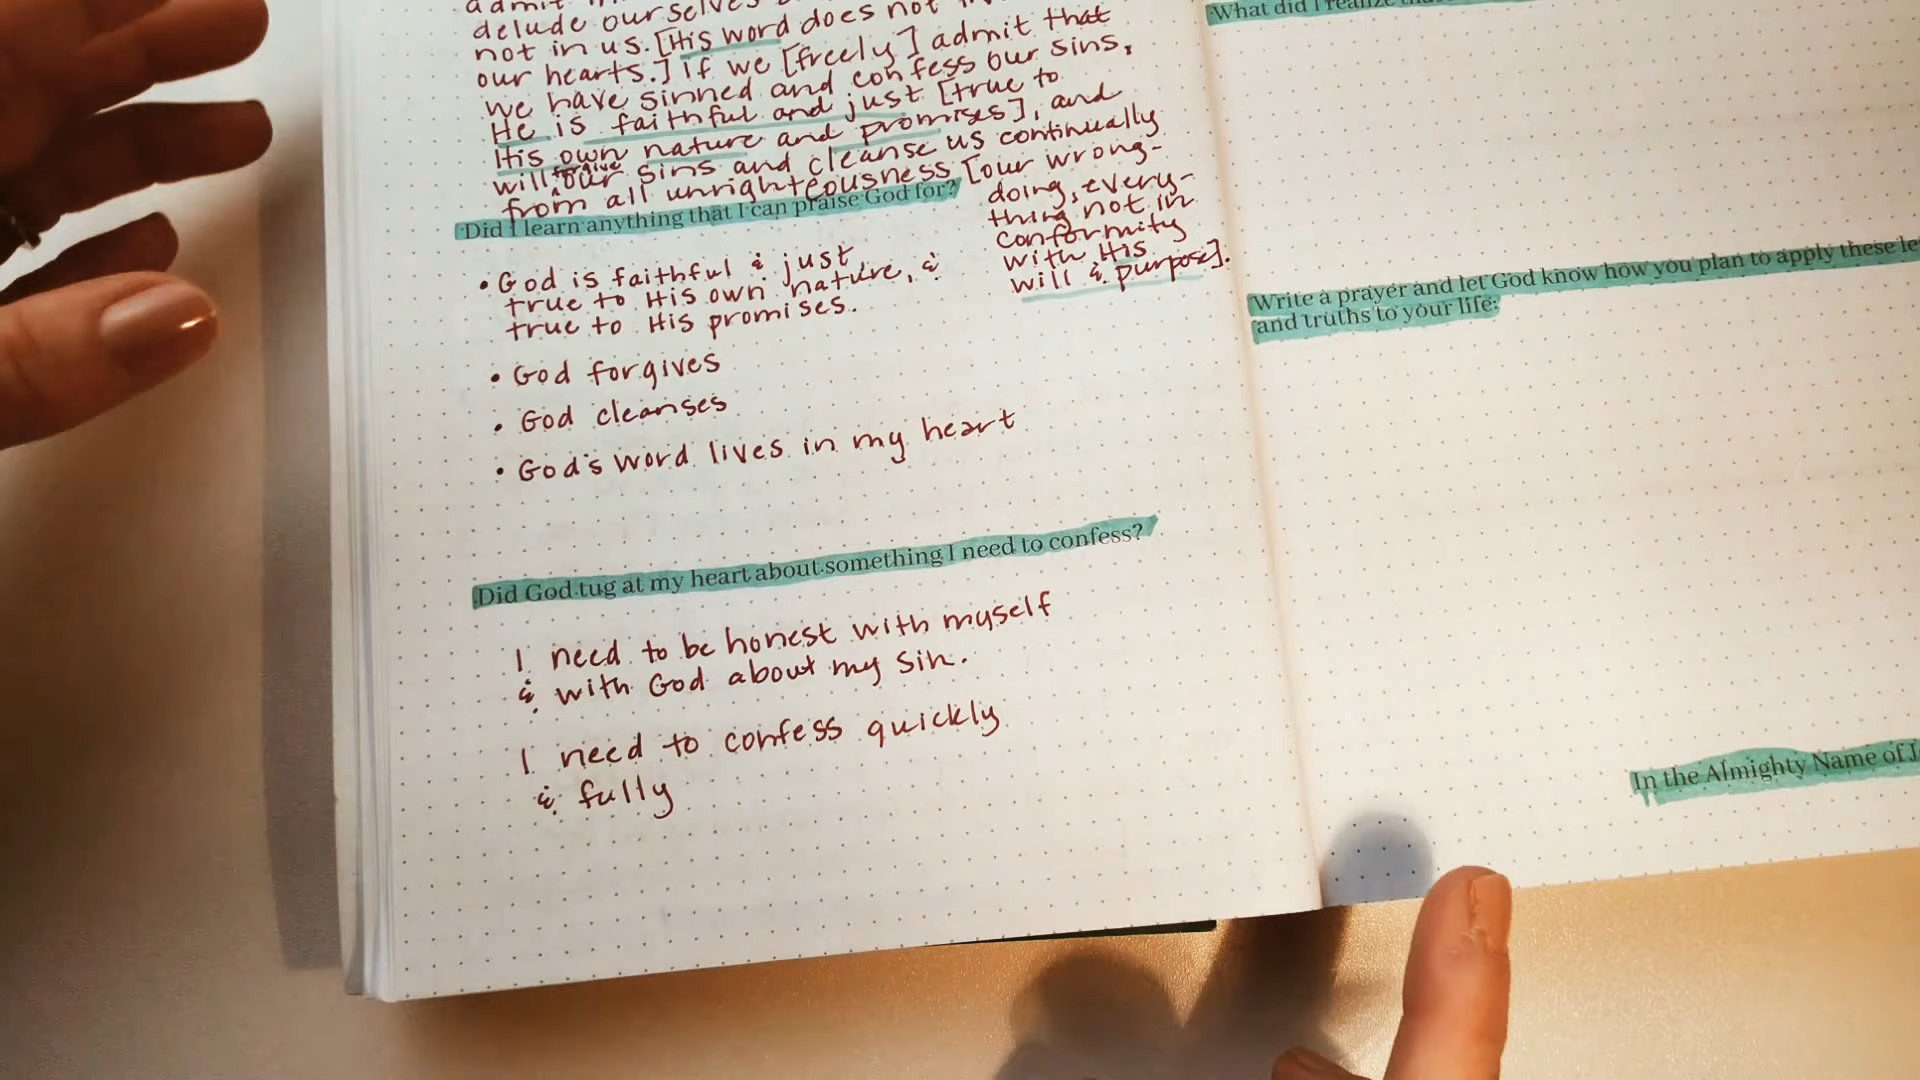 admit
delude ourselves
not in us. [His word does not
our hearts.] If we [freely] admit that
we have sinned and confess our sins,
He is faithful and just [true to
His own nature and promises], and
will forgive our sins and cleanse us continually
from all unrighteousness [our wrong-
doing, every-
thing not in
conformity
with His
will & purpose].
Did I learn anything that I can praise God for?
• God is faithful & just,
true to His own nature, &
true to His promises.
• God forgives
• God cleanses
• God's word lives in my heart
Did God tug at my heart about something I need to confess?
I need to be honest with myself
& with God about my sin.
I need to confess quickly
& fully
What did I realize
Write a prayer and let God know how you plan to apply these
and truths to your life:
In the Almighty Name of